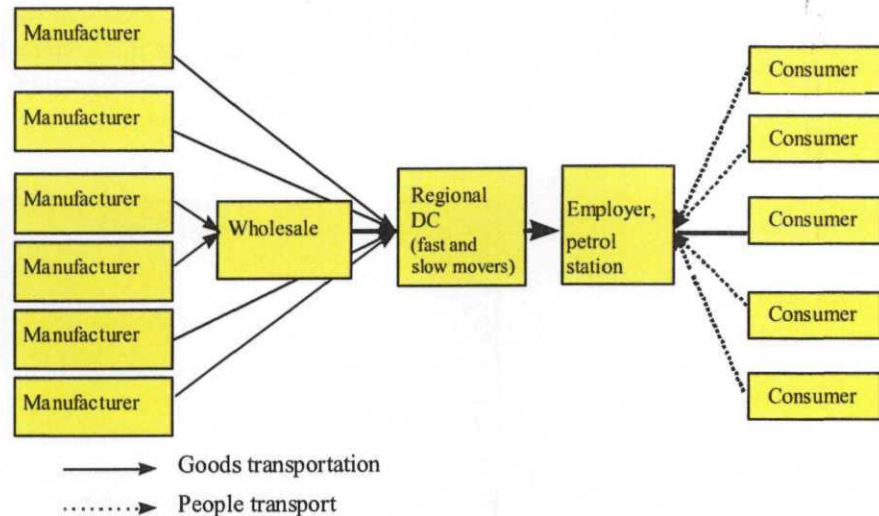 Manufacturer
Manufacturer
Manufacturer
Manufacturer
Manufacturer
Manufacturer
Wholesale
Regional
DC
(fast and
slow movers)
Employer,
petrol
station
Consumer
Consumer
Consumer
Consumer
Consumer
Goods transportation
People transport